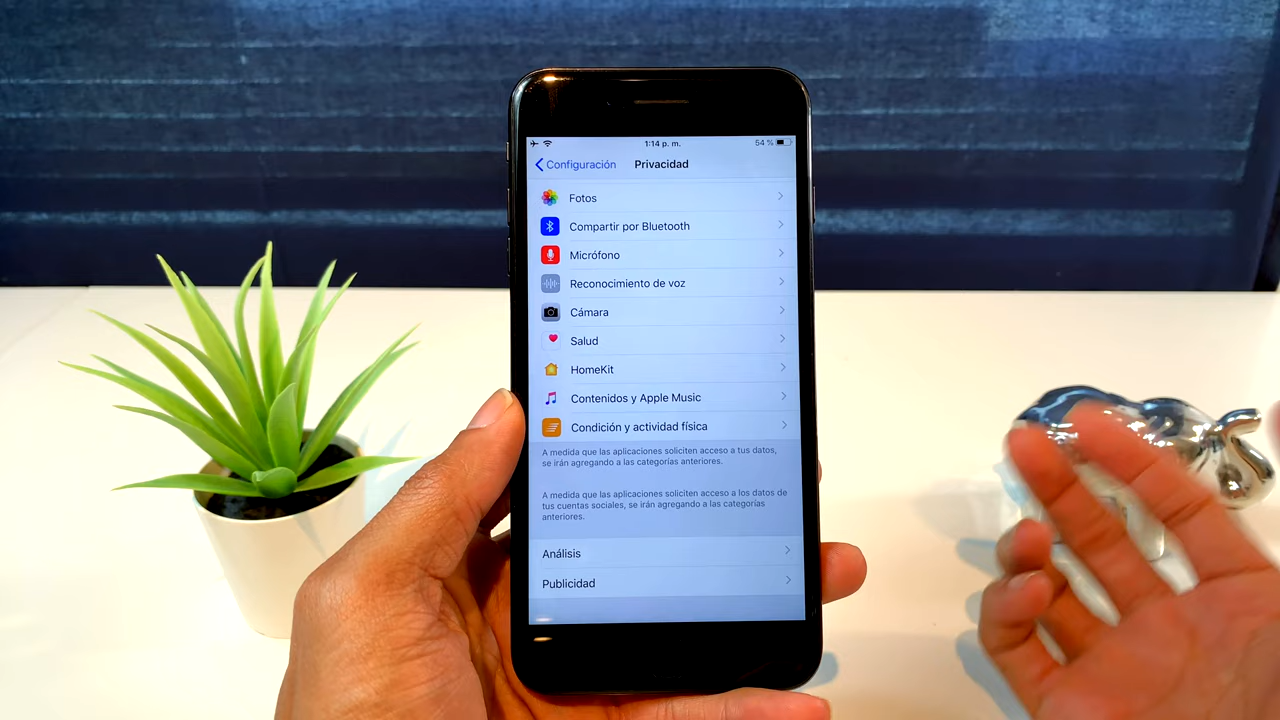 1:14 p. m.
54 %
Configuración
Privacidad
Fotos
Compartir por Bluetooth
Micrófono
Reconocimiento de voz
Cámara
Salud
HomeKit
Contenidos y Apple Music
Condición y actividad física
A medida que las aplicaciones soliciten acceso a tus datos,
se irán agregando a las categorías anteriores.
A medida que las aplicaciones soliciten acceso a los datos de
tus cuentas sociales, se irán agregando a las categorías
anteriores.
Análisis
Publicidad